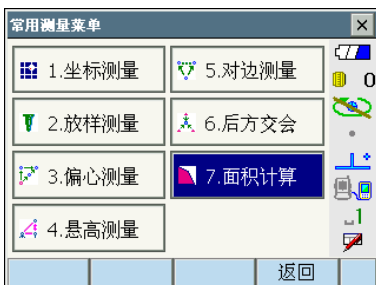 常用测量菜单
1.坐标测量
5.对边测量
2.放样测量
6.后方交会
3.偏心测量
7.面积计算
4.悬高测量
0
1
返回